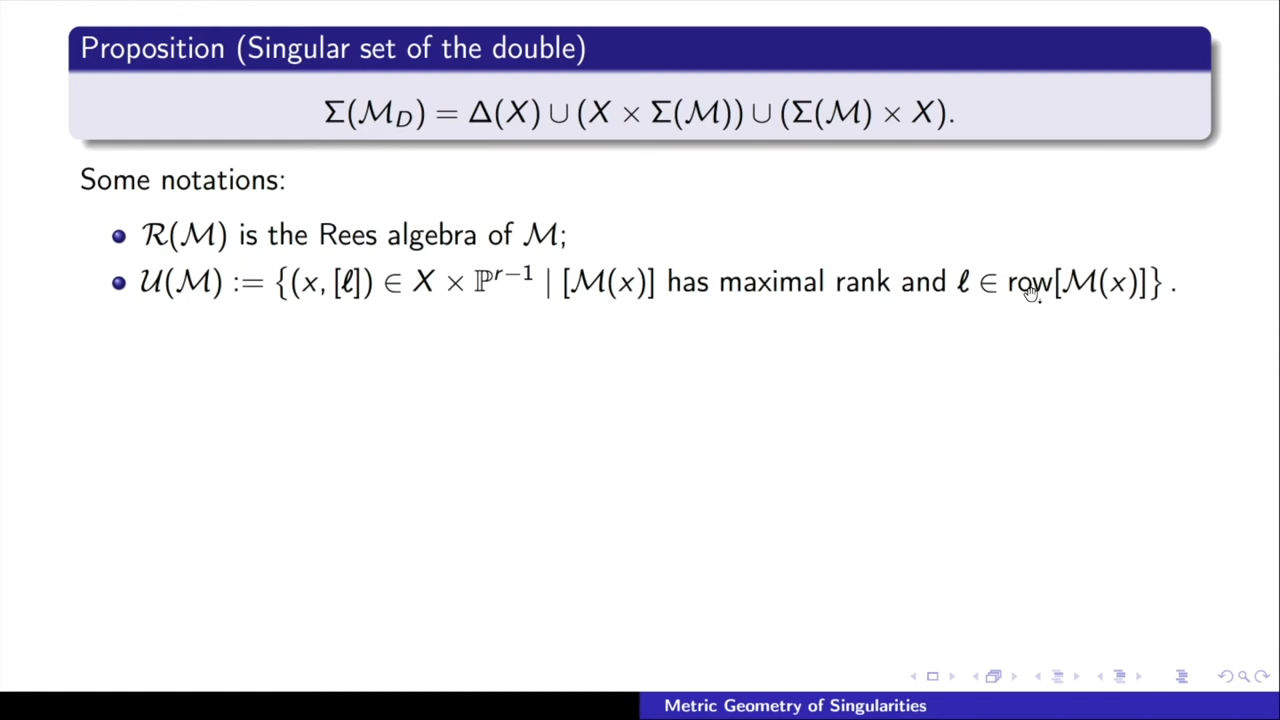 Proposition (Singular set of the double)
Σ(ℳ_D) = Δ(X) ∪ (X × Σ(ℳ)) ∪ (Σ(ℳ) × X).
Some notations:
ℛ(ℳ) is the Rees algebra of ℳ;
𝒰(ℳ) := {(x, [ℓ]) ∈ X × ℙ^{r−1} | [ℳ(x)] has maximal rank and ℓ ∈ row[ℳ(x)]} .
Metric Geometry of Singularities